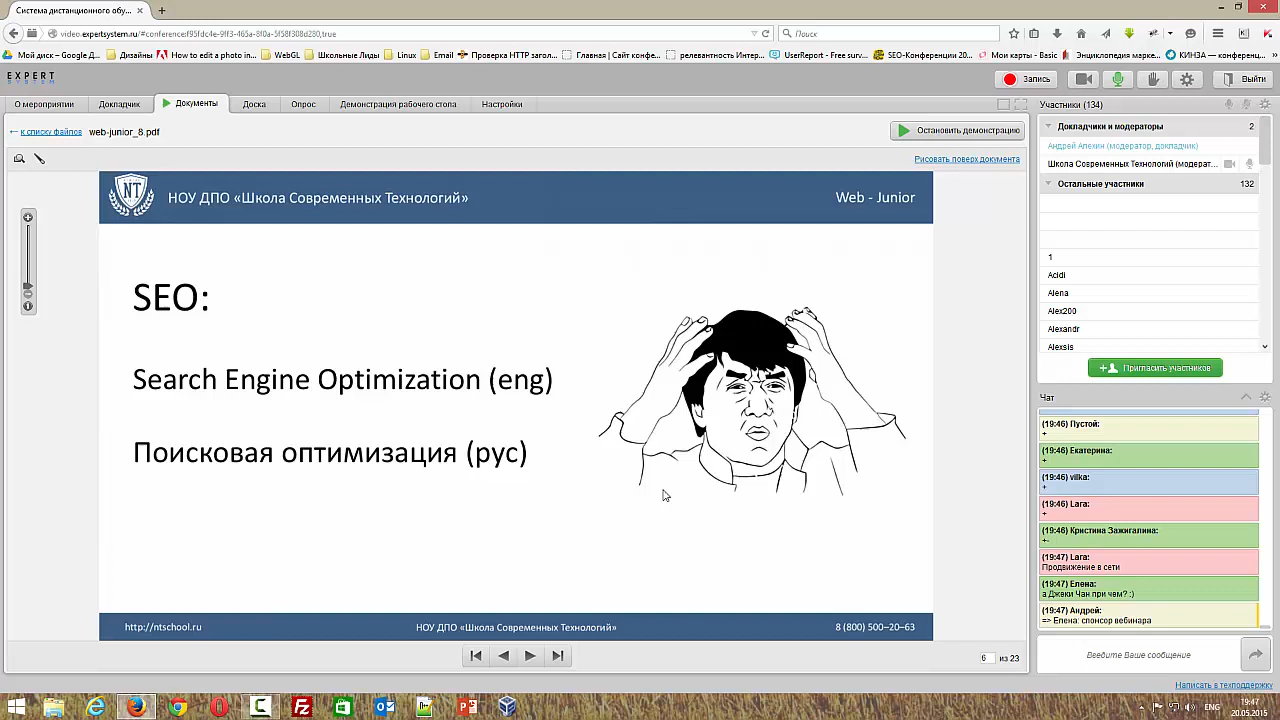 Система дистанционного обу...
video.expertsystem.ru/#conference:f95fdc4e-9ff3-465a-8f0a-5f58f308d280,true
Поиск
Мой диск — Google Д...
Дизайны
How to edit a photo in...
WebGL
Школьные Лиды
Linux
Email
Проверка HTTP загол...
Главная | Сайт конфе...
релевантность Интер...
UserReport - Free surv...
SEO-Конференции 20...
Мои карты - Basic
Энциклопедия марке...
КИНЗА — конференц...
EXPERT
SYSTEM
Запись
Выйти
О мероприятии
Докладчик
Документы
Доска
Опрос
Демонстрация рабочего стола
Настройки
Участники (134)
← к списку файлов web-junior_8.pdf
Остановить демонстрацию
Рисовать поверх документа
Докладчики и модераторы 2
Андрей Алехин (модератор, докладчик)
Школа Современных Технологий (модерат...
Остальные участники 132
1
Acidi
Alena
Alex200
Alexandr
Alexsis
Пригласить участников
NT
НОУ ДПО «Школа Современных Технологий»
Web - Junior
SEO:
Search Engine Optimization (eng)
Поисковая оптимизация (рус)
http://ntschool.ru
НОУ ДПО «Школа Современных Технологий»
8 (800) 500–20–63
6 из 23
Чат
(19:46) Пустой:
+
(19:46) Екатерина:
+
(19:46) vilka:
+
(19:46) Lara:
+
(19:46) Кристина Зажигалина:
+-
(19:47) Lara:
Продвижение в сети
(19:47) Елена:
а Джеки Чан при чем? :)
(19:47) Андрей:
=> Елена: спонсор вебинара
Введите Ваше сообщение
Написать в техподдержку
ENG
19:47
20.05.2015